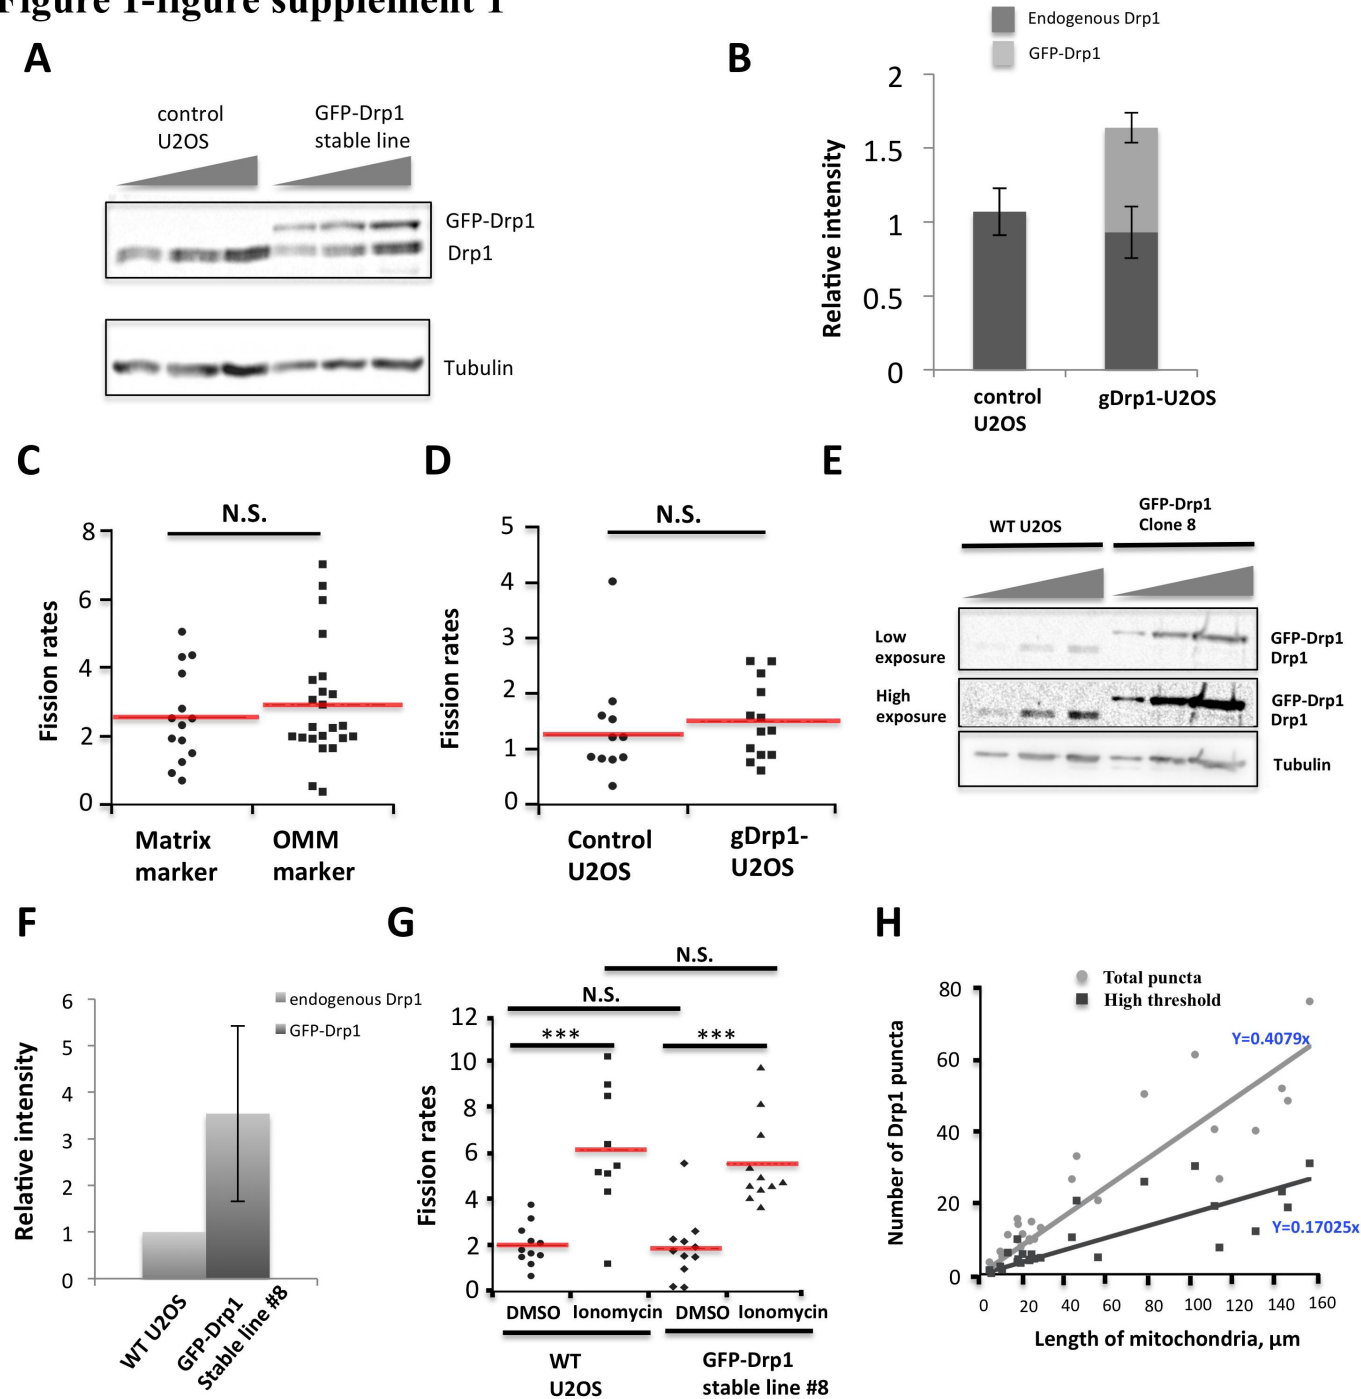 Figure 1-figure supplement 1
A
control
U2OS
GFP-Drp1
stable line
GFP-Drp1
Drp1
Tubulin
B
Endogenous Drp1
GFP-Drp1
Relative intensity
2
1.5
1
0.5
0
control
U2OS
gDrp1-U2OS
C
N.S.
Fission rates
8
6
4
2
0
Matrix
marker
OMM
marker
D
N.S.
Fission rates
5
4
3
2
1
0
Control
U2OS
gDrp1-
U2OS
E
WT U2OS
GFP-Drp1
Clone 8
Low
exposure
GFP-Drp1
Drp1
High
exposure
GFP-Drp1
Drp1
Tubulin
F
endogenous Drp1
GFP-Drp1
Relative intensity
6
5
4
3
2
1
0
WT U2OS
GFP-Drp1
Stable line #8
G
N.S.
N.S.
***
***
Fission rates
12
10
8
6
4
2
0
DMSO Ionomycin DMSO Ionomycin
WT
U2OS
GFP-Drp1
stable line #8
H
Total puncta
High threshold
Number of Drp1 puncta
80
60
40
20
0
Y=0.4079x
Y=0.17025x
0 20 40 60 80 100 120 140 160
Length of mitochondria, μm